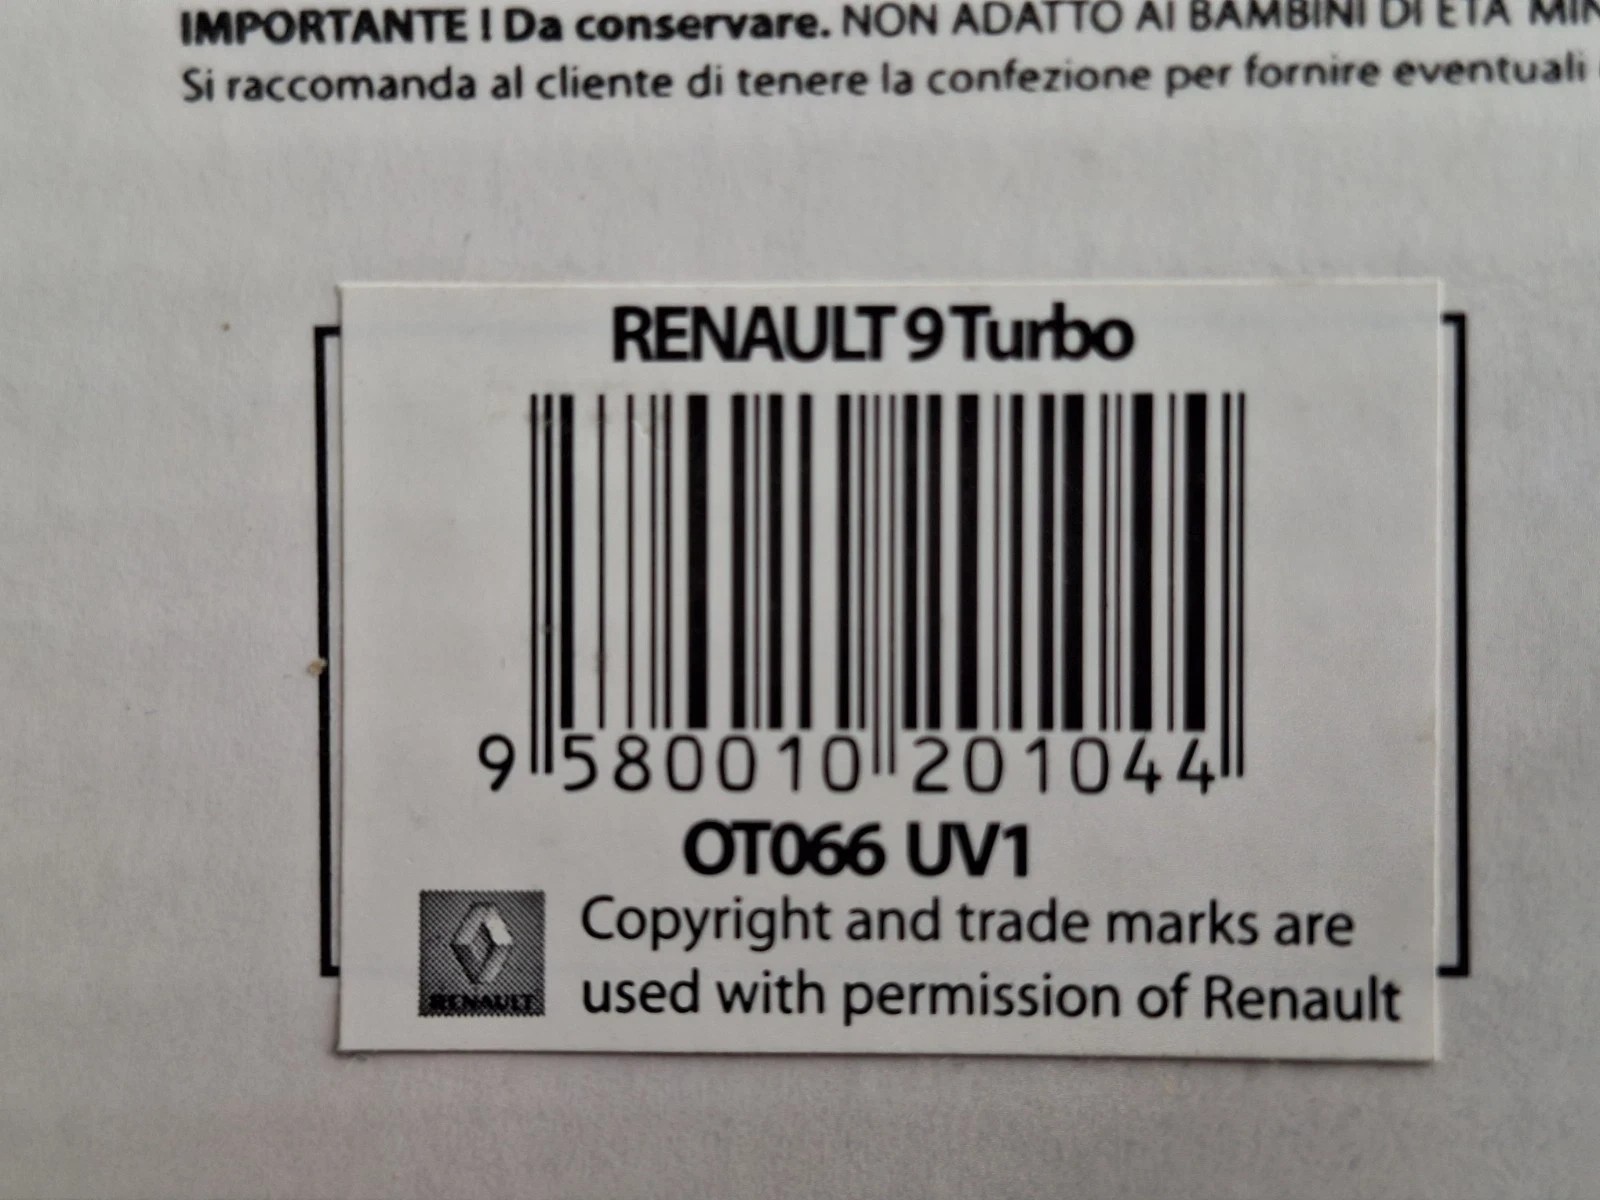 IMPORTANTE ! Da conservare. NON ADATTO AI BAMBINI DI ETA
Si raccomanda al cliente di tenere la confezione per fornire eventuali
RENAULT 9 Turbo
9 580010 201044
OT066 UV1
RENAULT
Copyright and trade marks are
used with permission of Renault